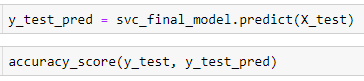 y_test_pred = svc_final_model.predict(X_test)
accuracy_score(y_test, y_test_pred)